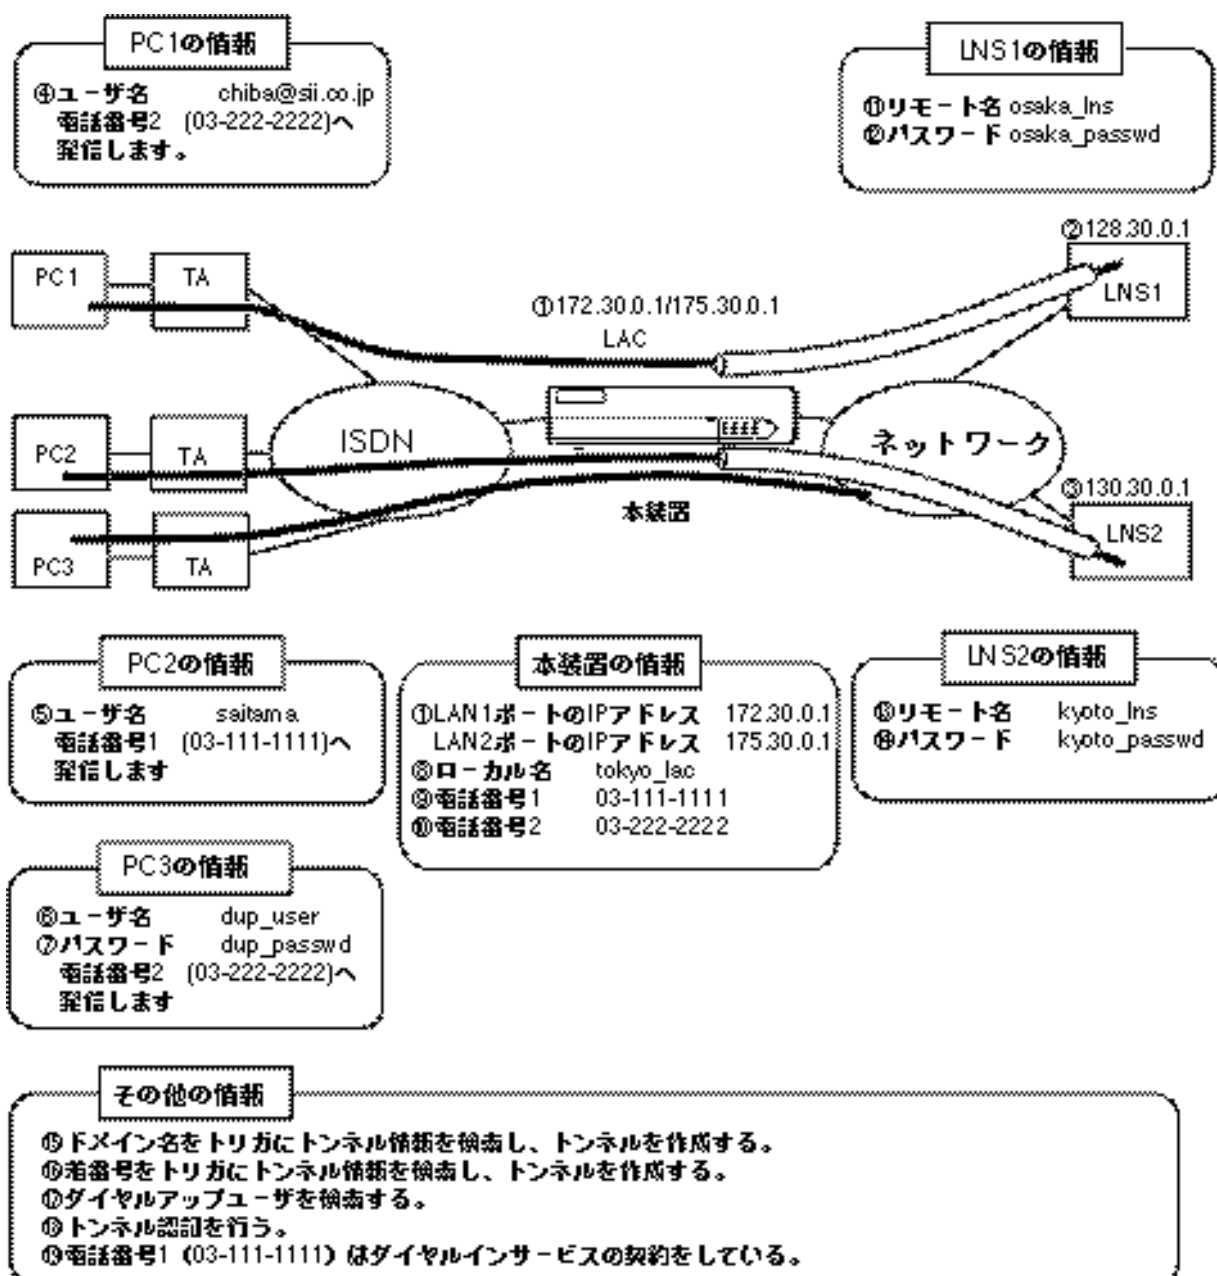 PC1の情報
④ユーザ名 chiba@sii.co.jp
電話番号2 (03-222-2222)へ
発信します。
LNS1の情報
⑪リモート名 osaka_lns
⑫パスワード osaka_passwd
②128.30.0.1
PC1
TA
LNS1
①172.30.0.1/175.30.0.1
LAC
ISDN
ネットワーク
PC2
TA
③130.30.0.1
本装置
LNS2
PC3
TA
PC2の情報
⑤ユーザ名 saitama
電話番号1 (03-111-1111)へ
発信します
本装置の情報
①LAN1ポートのIPアドレス 172.30.0.1
LAN2ポートのIPアドレス 175.30.0.1
⑧ローカル名 tokyo_lac
⑨電話番号1 03-111-1111
⑩電話番号2 03-222-2222
LNS2の情報
⑬リモート名 kyoto_lns
⑭パスワード kyoto_passwd
PC3の情報
⑥ユーザ名 dup_user
⑦パスワード dup_passwd
電話番号2 (03-222-2222)へ
発信します
その他の情報
⑮ドメイン名をトリガにトンネル情報を検索し、トンネルを作成する。
⑯着番号をトリガにトンネル情報を検索し、トンネルを作成する。
⑰ダイヤルアップユーザを検索する。
⑱トンネル認証を行う。
⑲電話番号1 (03-111-1111) はダイヤルインサービスの契約をしている。